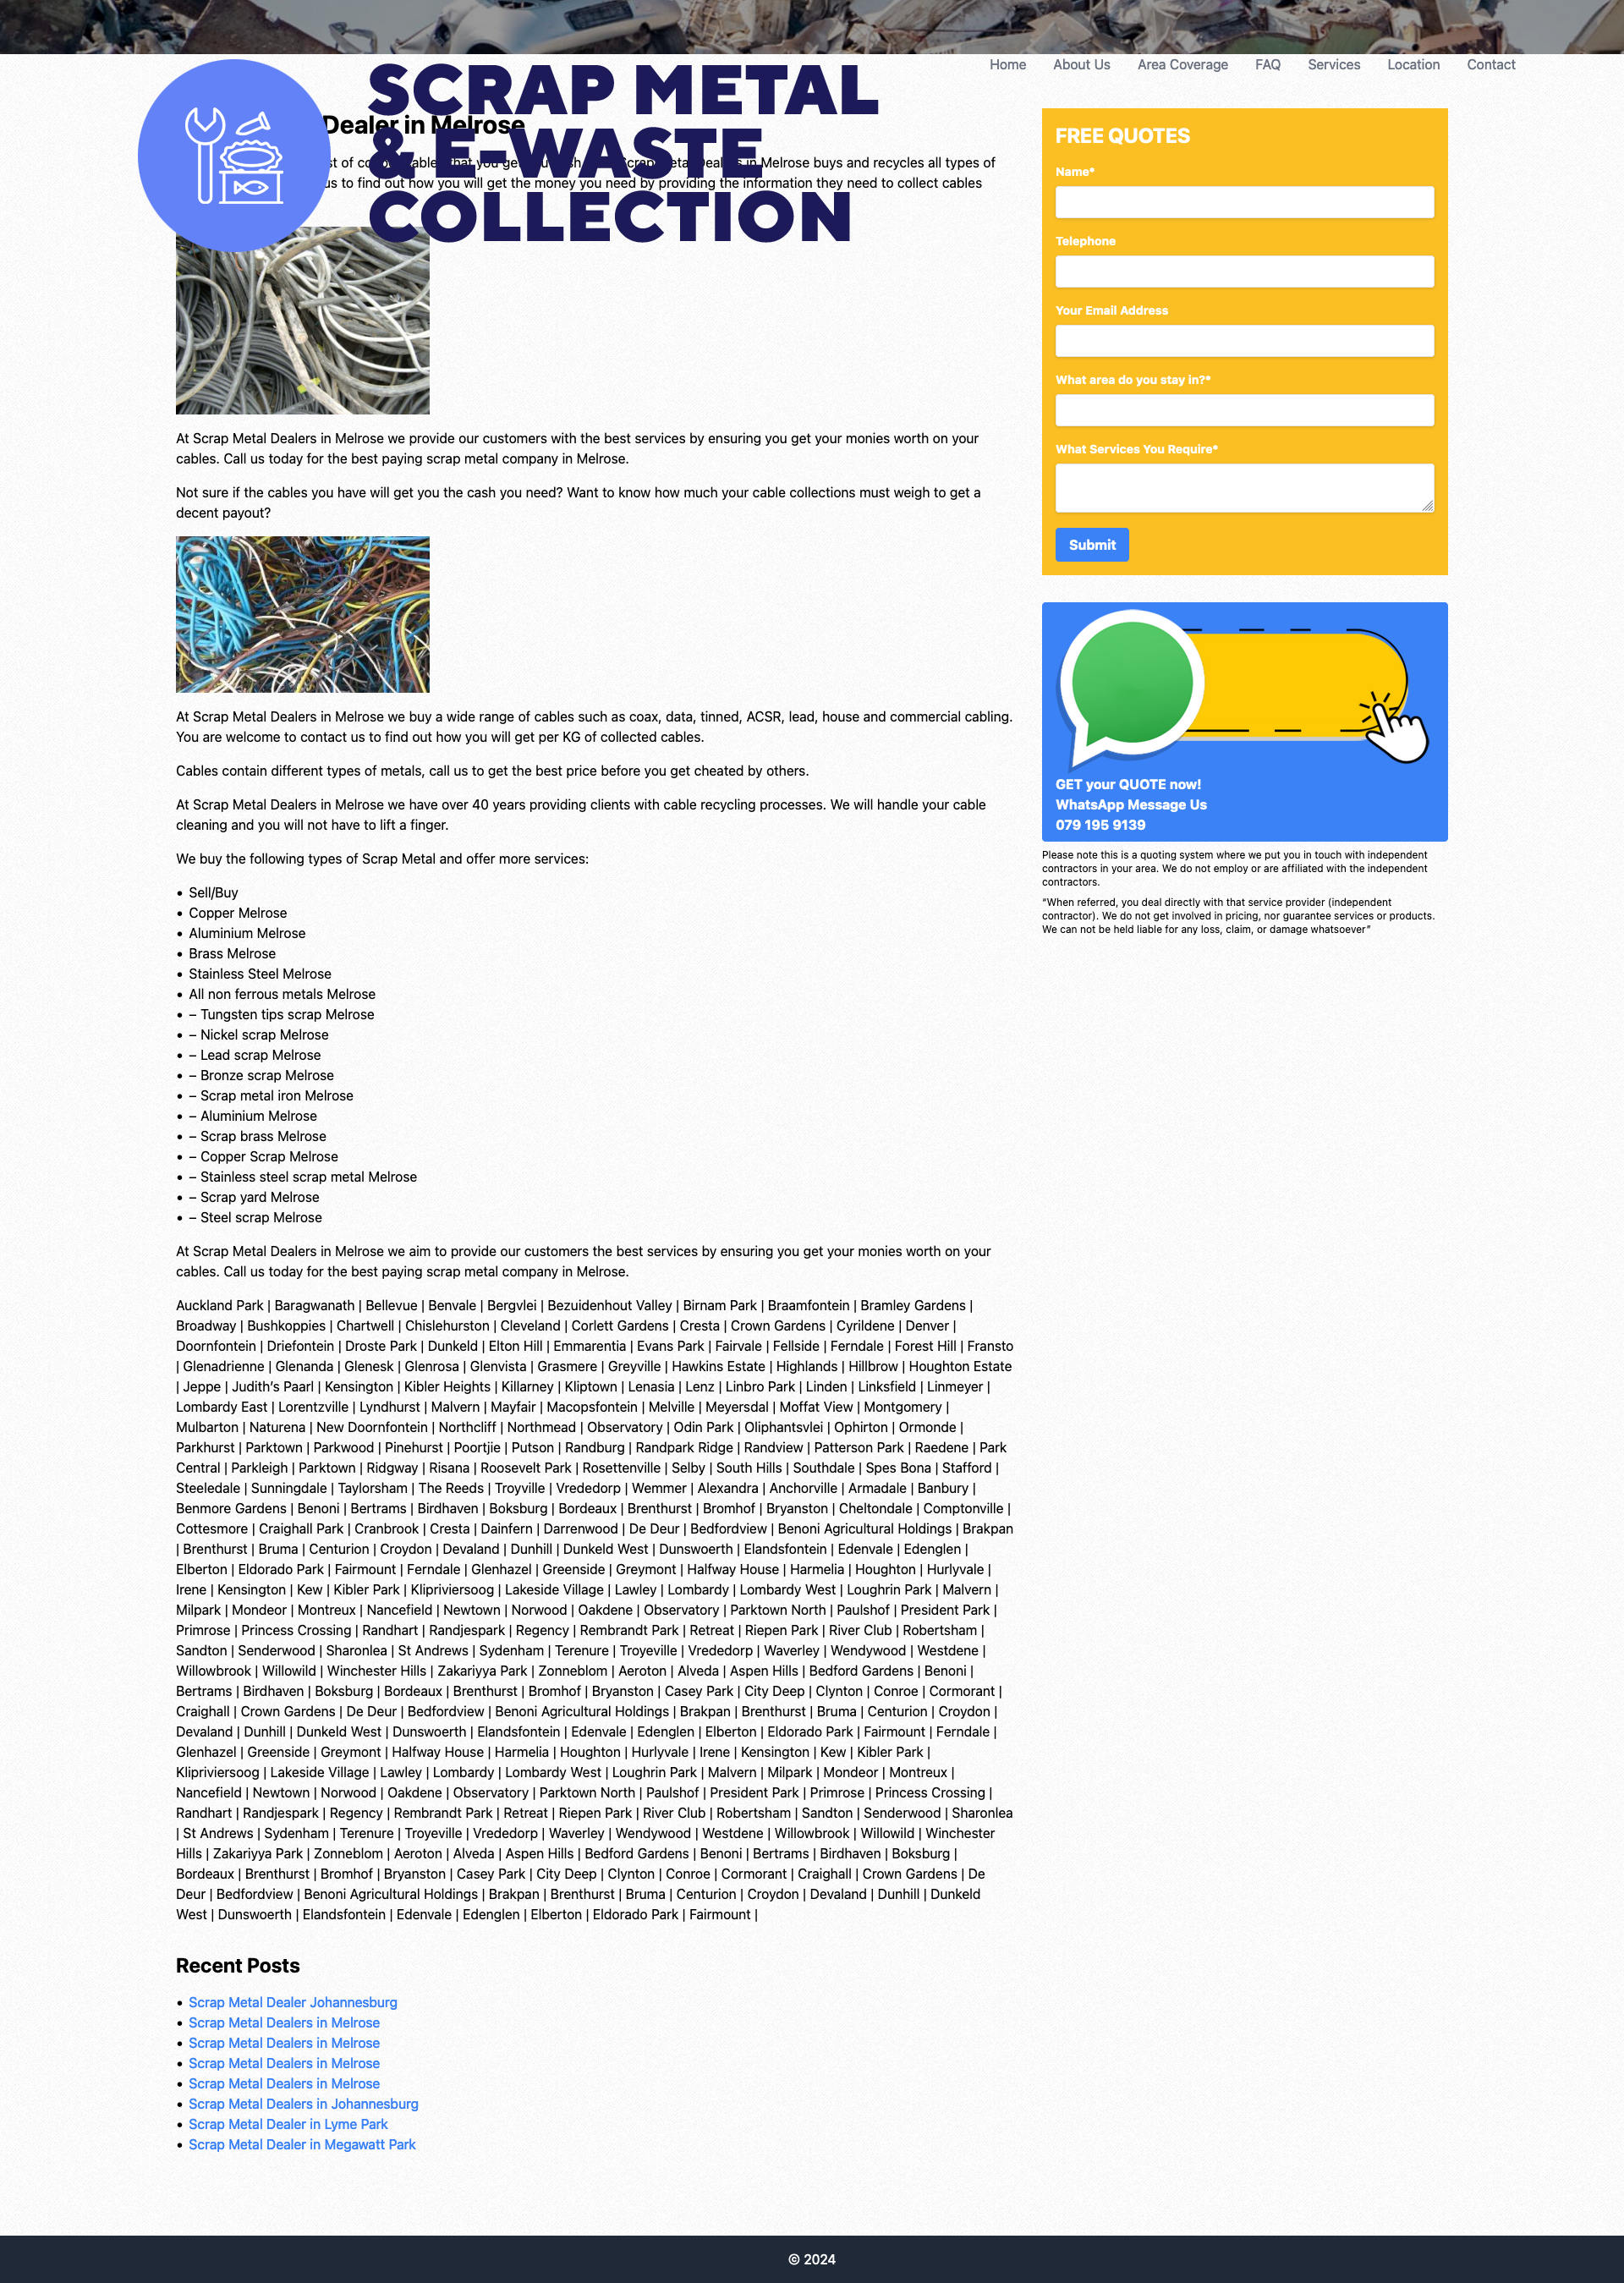 Home About Us Area Coverage FAQ Services Location Contact
SCRAP METAL
& E-WASTE
COLLECTION
Dealer in Melrose
in Melrose buys and recycles all types of
us to find out how you will get the money you need by providing the information they need to collect cables
At Scrap Metal Dealers in Melrose we provide our customers with the best services by ensuring you get your monies worth on your
cables. Call us today for the best paying scrap metal company in Melrose.
Not sure if the cables you have will get you the cash you need? Want to know how much your cable collections must weigh to get a
decent payout?
At Scrap Metal Dealers in Melrose we buy a wide range of cables such as coax, data, tinned, ACSR, lead, house and commercial cabling.
You are welcome to contact us to find out how you will get per KG of collected cables.
Cables contain different types of metals, call us to get the best price before you get cheated by others.
At Scrap Metal Dealers in Melrose we have over 40 years providing clients with cable recycling processes. We will handle your cable
cleaning and you will not have to lift a finger.
We buy the following types of Scrap Metal and offer more services:
• Sell/Buy
• Copper Melrose
• Aluminium Melrose
• Brass Melrose
• Stainless Steel Melrose
• All non ferrous metals Melrose
• – Tungsten tips scrap Melrose
• – Nickel scrap Melrose
• – Lead scrap Melrose
• – Bronze scrap Melrose
• – Scrap metal iron Melrose
• – Aluminium Melrose
• – Scrap brass Melrose
• – Copper Scrap Melrose
• – Stainless steel scrap metal Melrose
• – Scrap yard Melrose
• – Steel scrap Melrose
At Scrap Metal Dealers in Melrose we aim to provide our customers the best services by ensuring you get your monies worth on your
cables. Call us today for the best paying scrap metal company in Melrose.
Auckland Park | Baragwanath | Bellevue | Benvale | Bergvlei | Bezuidenhout Valley | Birnam Park | Braamfontein | Bramley Gardens |
Broadway | Bushkoppies | Chartwell | Chislehurston | Cleveland | Corlett Gardens | Cresta | Crown Gardens | Cyrildene | Denver |
Doornfontein | Driefontein | Droste Park | Dunkeld | Elton Hill | Emmarentia | Evans Park | Fairvale | Fellside | Ferndale | Forest Hill | Fransto
| Glenadrienne | Glenanda | Glenesk | Glenrosa | Glenvista | Grasmere | Greyville | Hawkins Estate | Highlands | Hillbrow | Houghton Estate
| Jeppe | Judith’s Paarl | Kensington | Kibler Heights | Killarney | Kliptown | Lenasia | Lenz | Linbro Park | Linden | Linksfield | Linmeyer |
Lombardy East | Lorentzville | Lyndhurst | Malvern | Mayfair | Macopsfontein | Melville | Meyersdal | Moffat View | Montgomery |
Mulbarton | Naturena | New Doornfontein | Northcliff | Northmead | Observatory | Odin Park | Oliphantsvlei | Ophirton | Ormonde |
Parkhurst | Parktown | Parkwood | Pinehurst | Poortjie | Putson | Randburg | Randpark Ridge | Randview | Patterson Park | Raedene | Park
Central | Parkleigh | Parktown | Ridgway | Risana | Roosevelt Park | Rosettenville | Selby | South Hills | Southdale | Spes Bona | Stafford |
Steeledale | Sunningdale | Taylorsham | The Reeds | Troyville | Vrededorp | Wemmer | Alexandra | Anchorville | Armadale | Banbury |
Benmore Gardens | Benoni | Bertrams | Birdhaven | Boksburg | Bordeaux | Brenthurst | Bromhof | Bryanston | Cheltondale | Comptonville |
Cottesmore | Craighall Park | Cranbrook | Cresta | Dainfern | Darrenwood | De Deur | Bedfordview | Benoni Agricultural Holdings | Brakpan
| Brenthurst | Bruma | Centurion | Croydon | Devaland | Dunhill | Dunkeld West | Dunswoerth | Elandsfontein | Edenvale | Edenglen |
Elberton | Eldorado Park | Fairmount | Ferndale | Glenhazel | Greenside | Greymont | Halfway House | Harmelia | Houghton | Hurlyvale |
Irene | Kensington | Kew | Kibler Park | Klipriviersoog | Lakeside Village | Lawley | Lombardy | Lombardy West | Loughrin Park | Malvern |
Milpark | Mondeor | Montreux | Nancefield | Newtown | Norwood | Oakdene | Observatory | Parktown North | Paulshof | President Park |
Primrose | Princess Crossing | Randhart | Randjespark | Regency | Rembrandt Park | Retreat | Riepen Park | River Club | Robertsham |
Sandton | Senderwood | Sharonlea | St Andrews | Sydenham | Terenure | Troyeville | Vrededorp | Waverley | Wendywood | Westdene |
Willowbrook | Willowild | Winchester Hills | Zakariyya Park | Zonneblom | Aeroton | Alveda | Aspen Hills | Bedford Gardens | Benoni |
Bertrams | Birdhaven | Boksburg | Bordeaux | Brenthurst | Bromhof | Bryanston | Casey Park | City Deep | Clynton | Conroe | Cormorant |
Craighall | Crown Gardens | De Deur | Bedfordview | Benoni Agricultural Holdings | Brakpan | Brenthurst | Bruma | Centurion | Croydon |
Devaland | Dunhill | Dunkeld West | Dunswoerth | Elandsfontein | Edenvale | Edenglen | Elberton | Eldorado Park | Fairmount | Ferndale |
Glenhazel | Greenside | Greymont | Halfway House | Harmelia | Houghton | Hurlyvale | Irene | Kensington | Kew | Kibler Park |
Klipriviersoog | Lakeside Village | Lawley | Lombardy | Lombardy West | Loughrin Park | Malvern | Milpark | Mondeor | Montreux |
Nancefield | Newtown | Norwood | Oakdene | Observatory | Parktown North | Paulshof | President Park | Primrose | Princess Crossing |
Randhart | Randjespark | Regency | Rembrandt Park | Retreat | Riepen Park | River Club | Robertsham | Sandton | Senderwood | Sharonlea
| St Andrews | Sydenham | Terenure | Troyeville | Vrededorp | Waverley | Wendywood | Westdene | Willowbrook | Willowild | Winchester
Hills | Zakariyya Park | Zonneblom | Aeroton | Alveda | Aspen Hills | Bedford Gardens | Benoni | Bertrams | Birdhaven | Boksburg |
Bordeaux | Brenthurst | Bromhof | Bryanston | Casey Park | City Deep | Clynton | Conroe | Cormorant | Craighall | Crown Gardens | De
Deur | Bedfordview | Benoni Agricultural Holdings | Brakpan | Brenthurst | Bruma | Centurion | Croydon | Devaland | Dunhill | Dunkeld
West | Dunswoerth | Elandsfontein | Edenvale | Edenglen | Elberton | Eldorado Park | Fairmount |
Recent Posts
• Scrap Metal Dealer Johannesburg
• Scrap Metal Dealers in Melrose
• Scrap Metal Dealers in Melrose
• Scrap Metal Dealers in Melrose
• Scrap Metal Dealers in Melrose
• Scrap Metal Dealers in Johannesburg
• Scrap Metal Dealer in Lyme Park
• Scrap Metal Dealer in Megawatt Park
FREE QUOTES
Name*
Telephone
Your Email Address
What area do you stay in?*
What Services You Require*
Submit
GET your QUOTE now!
WhatsApp Message Us
079 195 9139
Please note this is a quoting system where we put you in touch with independent
contractors in your area. We do not employ or are affiliated with the independent
contractors.
“When referred, you deal directly with that service provider (independent
contractor). We do not get involved in pricing, nor guarantee services or products.
We can not be held liable for any loss, claim, or damage whatsoever”
© 2024